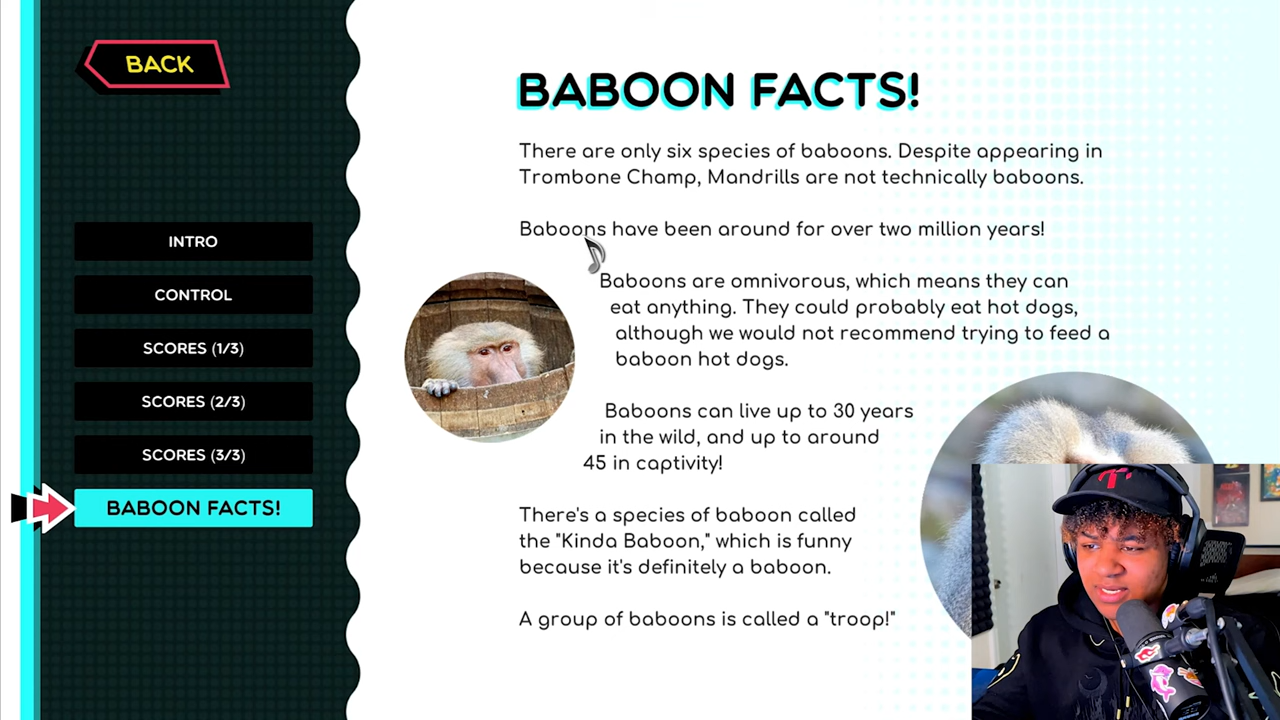 BACK
INTRO
CONTROL
SCORES (1/3)
SCORES (2/3)
SCORES (3/3)
BABOON FACTS!
BABOON FACTS!
There are only six species of baboons. Despite appearing in
Trombone Champ, Mandrills are not technically baboons.
Baboons have been around for over two million years!
Baboons are omnivorous, which means they can
eat anything. They could probably eat hot dogs,
although we would not recommend trying to feed a
baboon hot dogs.
Baboons can live up to 30 years
in the wild, and up to around
45 in captivity!
There's a species of baboon called
the "Kinda Baboon," which is funny
because it's definitely a baboon.
A group of baboons is called a "troop!"